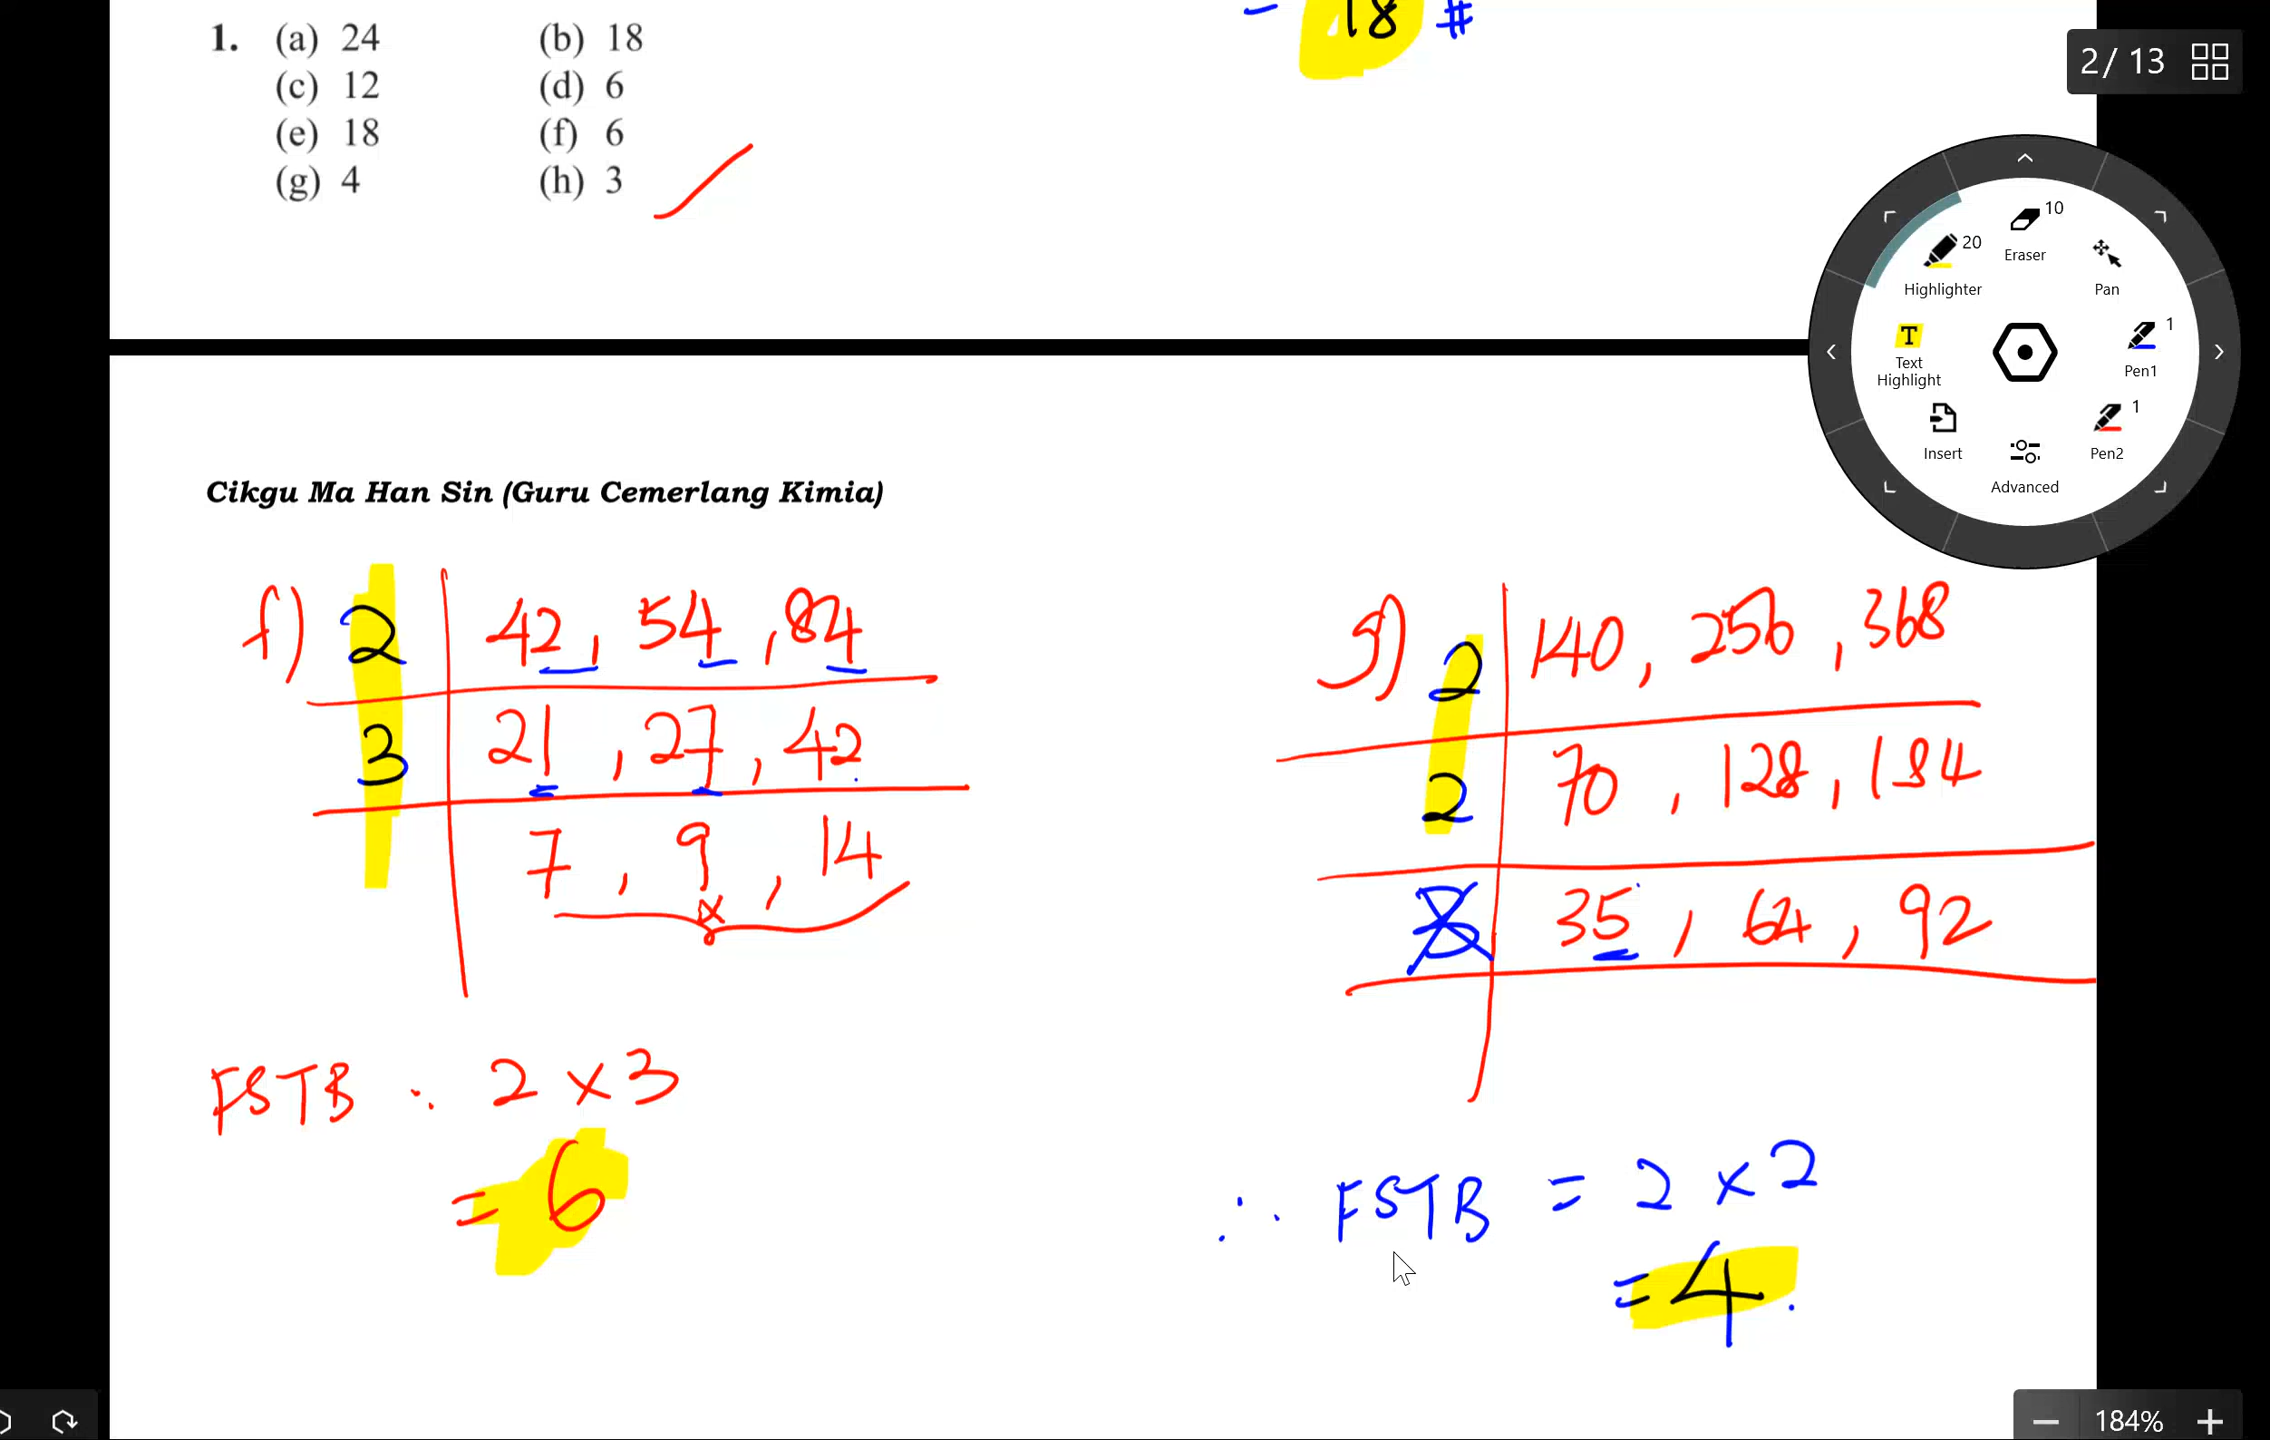 = 18 #
1. (a) 24 (b) 18
(c) 12 (d) 6
(e) 18 (f) 6
(g) 4 (h) 3
2 / 13
10
Eraser
20
Highlighter
Pan
T
Text
Highlight
1
Pen1
Insert
1
Pen2
Advanced
Cikgu Ma Han Sin (Guru Cemerlang Kimia)
f) 2 42, 54, 84
3 21, 27, 42
7, 9, 14
FSTB : 2 × 3
= 6
g) 2 140, 256, 368
2 70, 128, 184
35, 64, 92
∴ FSTB = 2 × 2
= 4.
184%